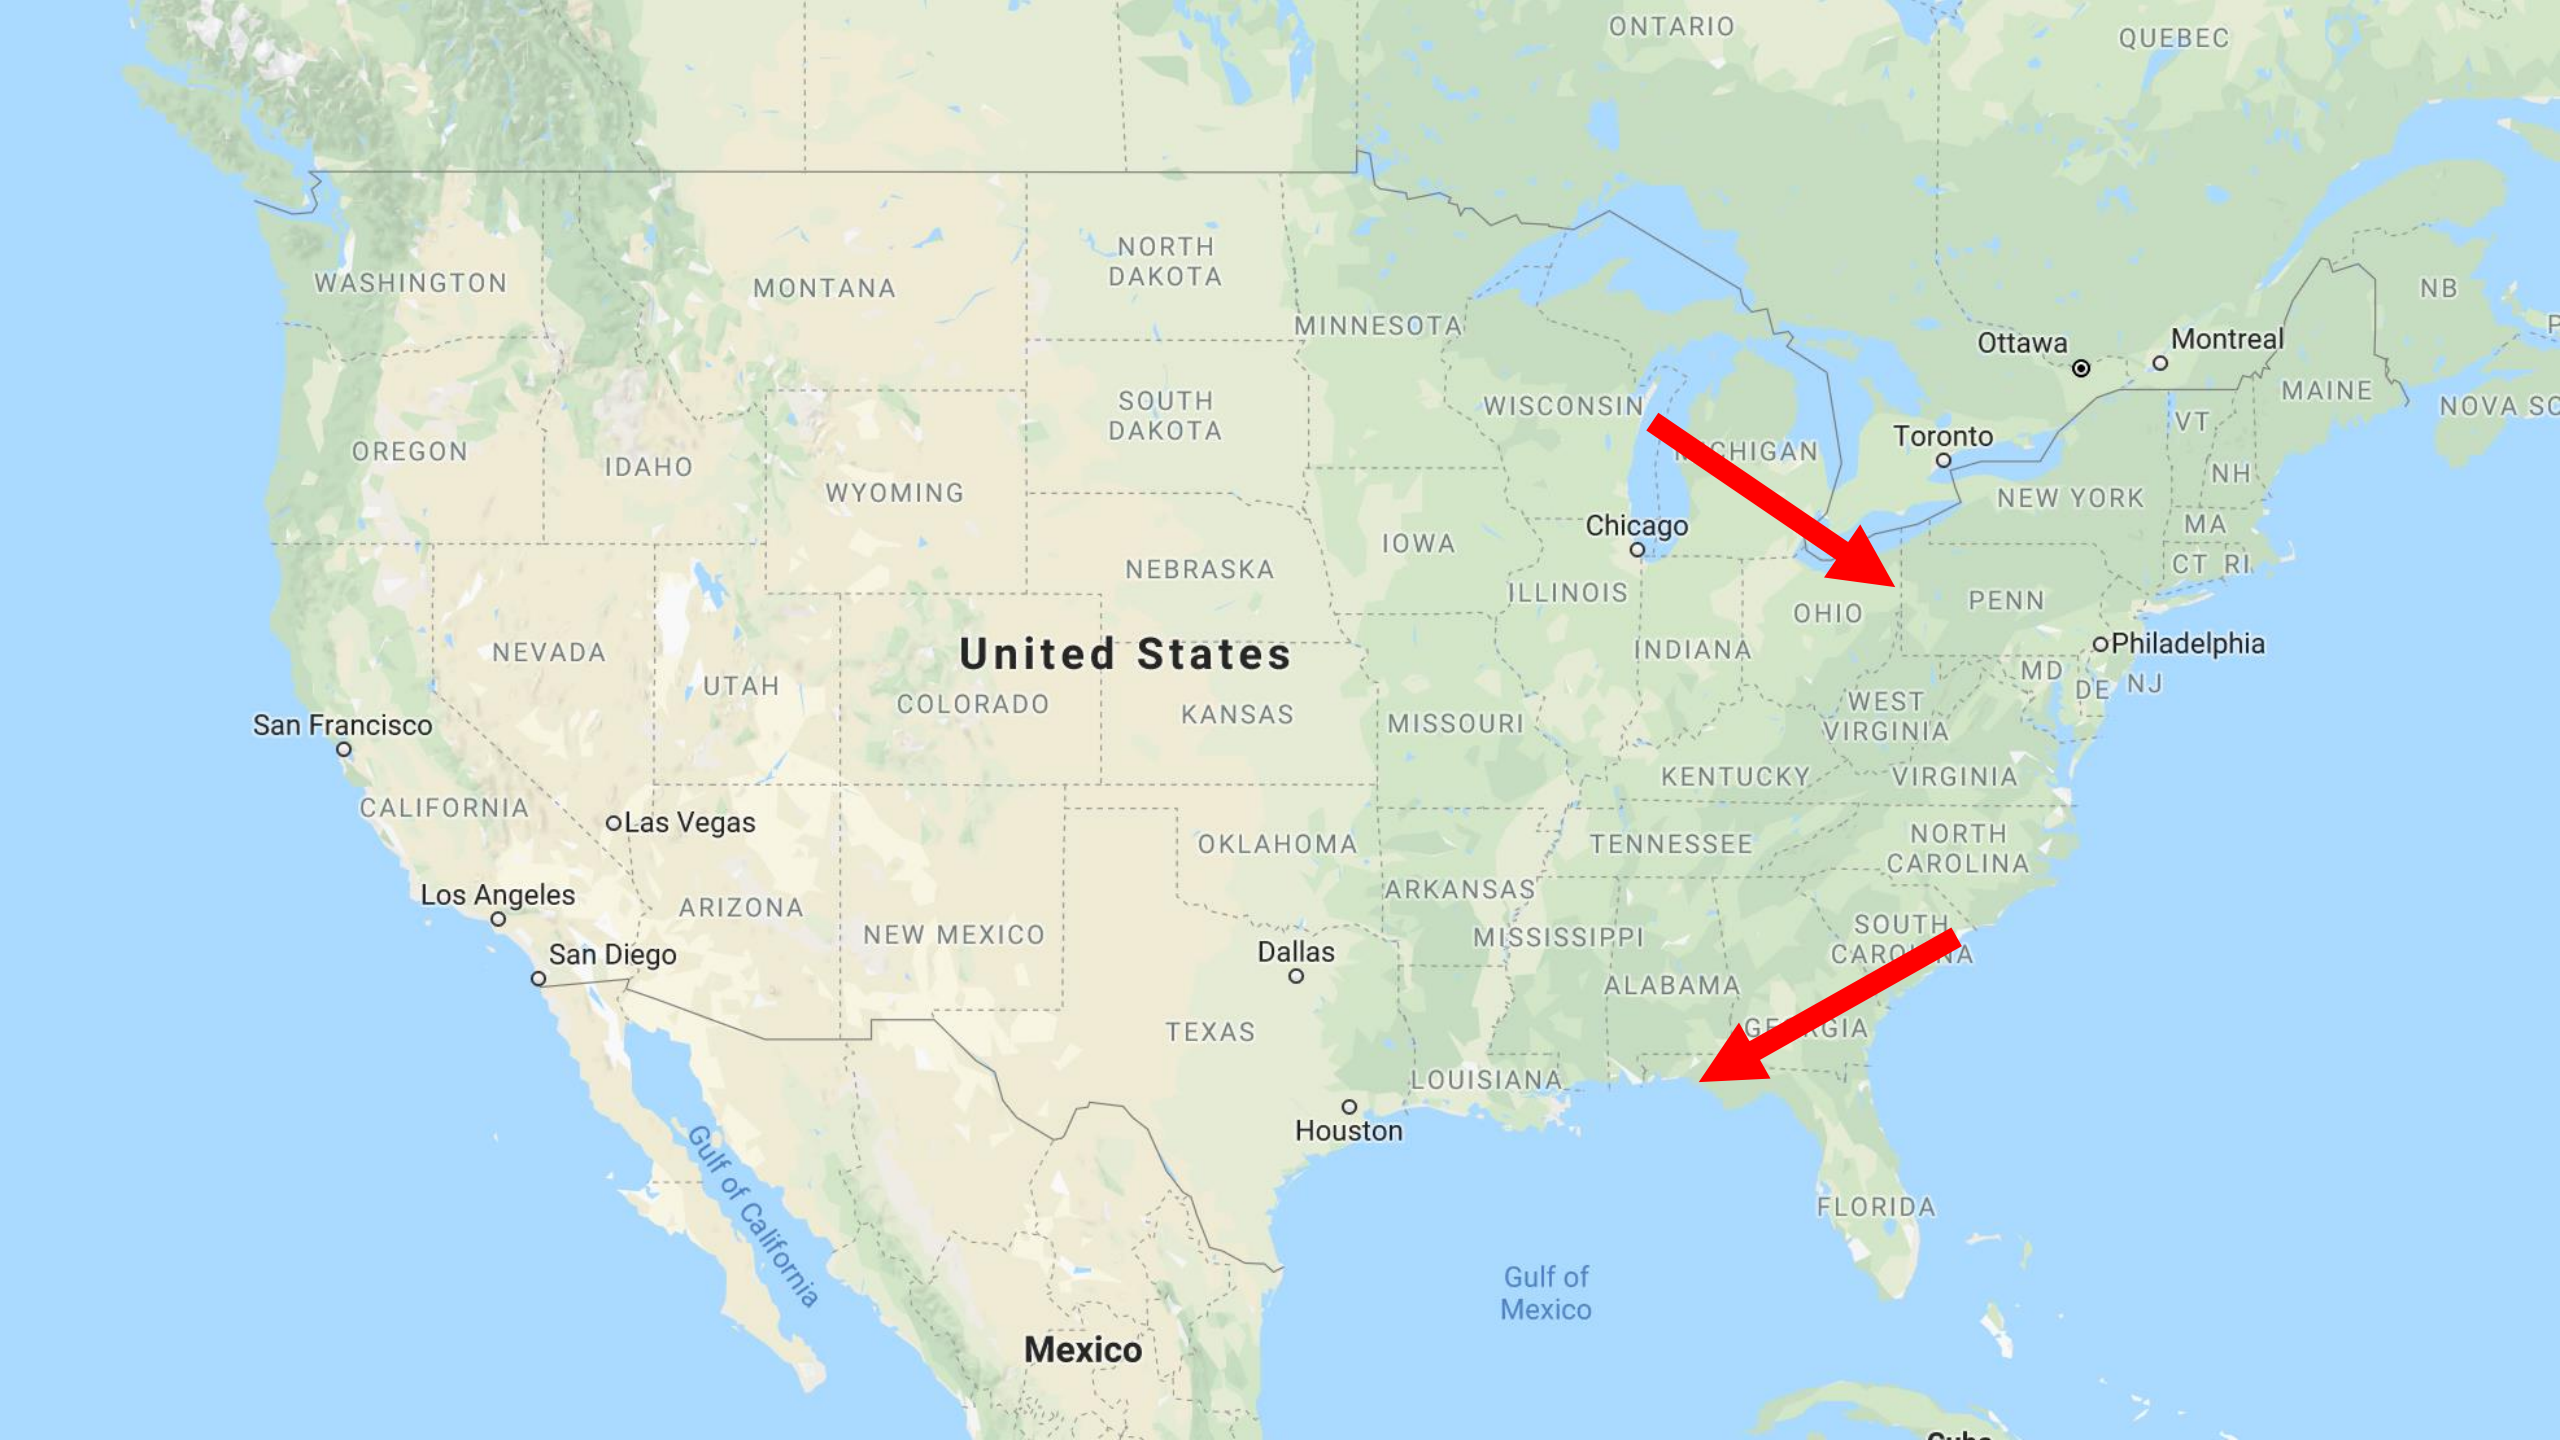 ONTARIO
QUEBEC
NORTH
DAKOTA
WASHINGTON
MONTANA
NB
MINNESOTA
Ottawa
Montreal
MAINE
SOUTH
DAKOTA
WISCONSIN
NOVA SC
VT
Toronto
OREGON
CHIGAN
IDAHO
NH
WYOMING
NEW YORK
Chicago
MA
IOWA
NEBRASKA
CT RI
ILLINOIS
PENN
OHIO
United States
NEVADA
INDIANA
Philadelphia
MD
UTAH
DE NJ
COLORADO
WEST
VIRGINIA
KANSAS
MISSOURI
San Francisco
KENTUCKY
VIRGINIA
CALIFORNIA
Las Vegas
NORTH
CAROLINA
OKLAHOMA
TENNESSEE
Los Angeles
ARKANSAS
ARIZONA
NEW MEXICO
MISSISSIPPI
SOUTH
CAROLINA
San Diego
Dallas
ALABAMA
TEXAS
GEORGIA
LOUISIANA
Houston
Gulf of California
FLORIDA
Gulf of
Mexico
Mexico